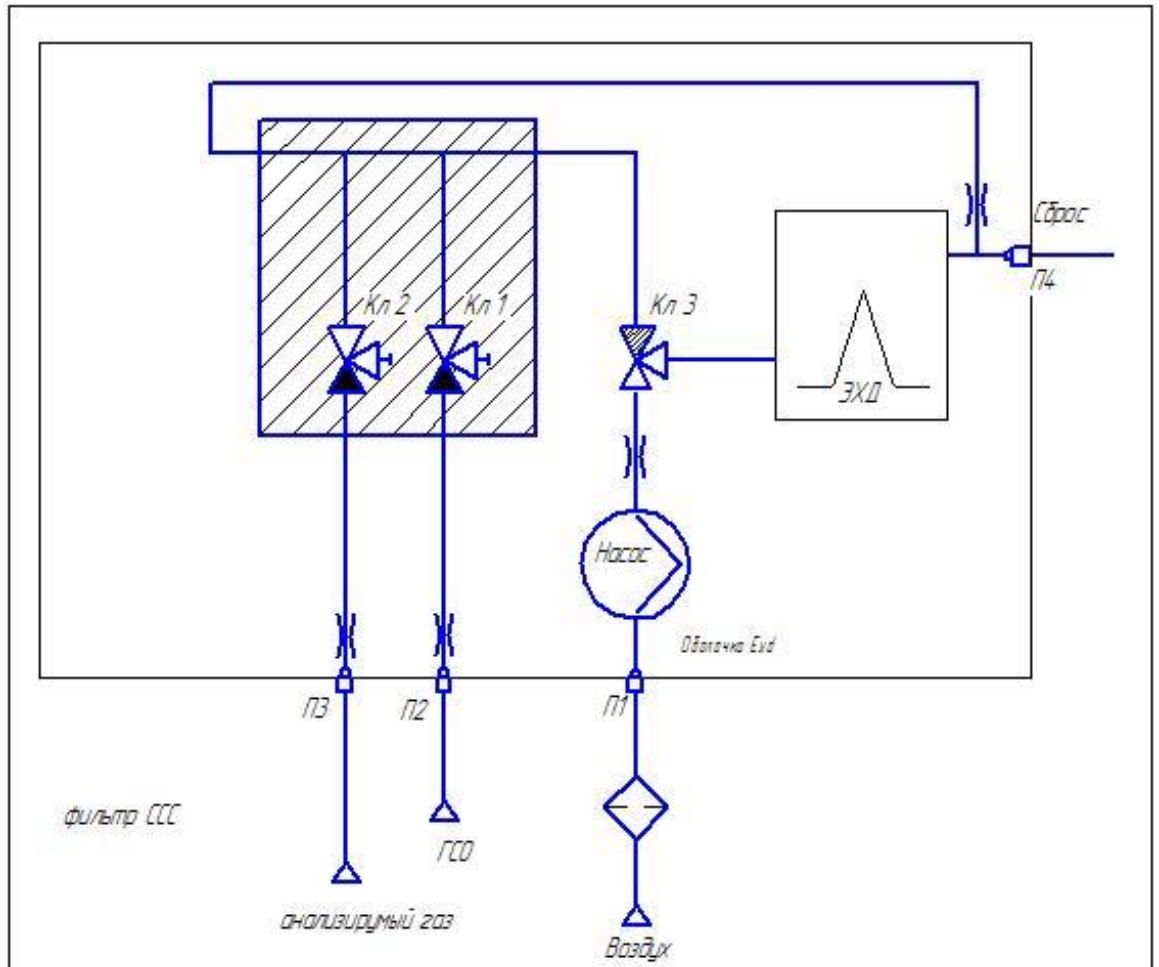 Сброс
П4
Кл 2
Кл 1
Кл 3
ЭХД
Насос
Оболочка Exd
П3
П2
П1
фильтр ССС
ГСО
анализирумый газ
Воздух